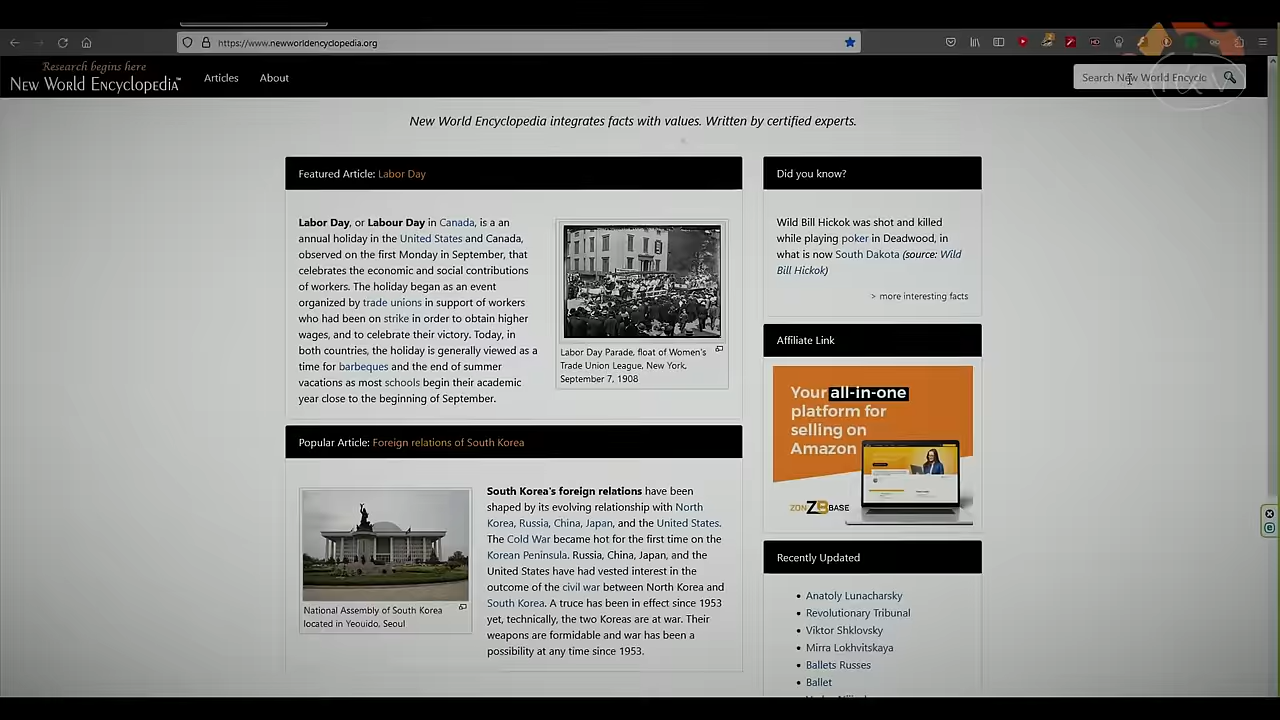 https://www.newworldencyclopedia.org
Research begins here
New World Encyclopedia™
Articles
About
Search New World Encyclc
New World Encyclopedia integrates facts with values. Written by certified experts.
Featured Article: Labor Day
Labor Day, or Labour Day in Canada, is a an
annual holiday in the United States and Canada,
observed on the first Monday in September, that
celebrates the economic and social contributions
of workers. The holiday began as an event
organized by trade unions in support of workers
who had been on strike in order to obtain higher
wages, and to celebrate their victory. Today, in
both countries, the holiday is generally viewed as a
time for barbeques and the end of summer
vacations as most schools begin their academic
year close to the beginning of September.
Labor Day Parade, float of Women's
Trade Union League, New York,
September 7, 1908
Popular Article: Foreign relations of South Korea
National Assembly of South Korea
located in Yeouido, Seoul
South Korea's foreign relations have been
shaped by its evolving relationship with North
Korea, Russia, China, Japan, and the United States.
The Cold War became hot for the first time on the
Korean Peninsula. Russia, China, Japan, and the
United States have had vested interest in the
outcome of the civil war between North Korea and
South Korea. A truce has been in effect since 1953
yet, technically, the two Koreas are at war. Their
weapons are formidable and war has been a
possibility at any time since 1953.
Did you know?
Wild Bill Hickok was shot and killed
while playing poker in Deadwood, in
what is now South Dakota (source: Wild
Bill Hickok)
> more interesting facts
Affiliate Link
Your all-in-one
platform for
selling on
Amazon
ZONBASE
Recently Updated
Anatoly Lunacharsky
Revolutionary Tribunal
Viktor Shklovsky
Mirra Lokhvitskaya
Ballets Russes
Ballet